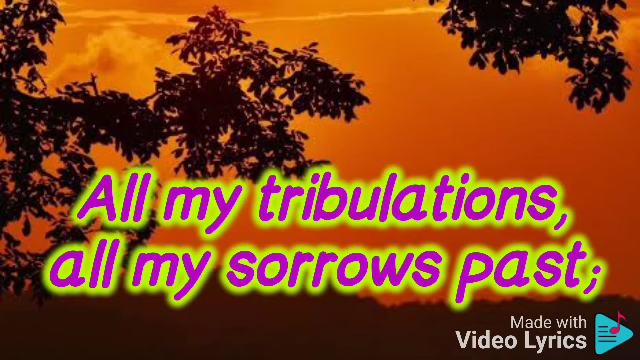 All my tribulations,
all my sorrows past;
Made with
Video Lyrics